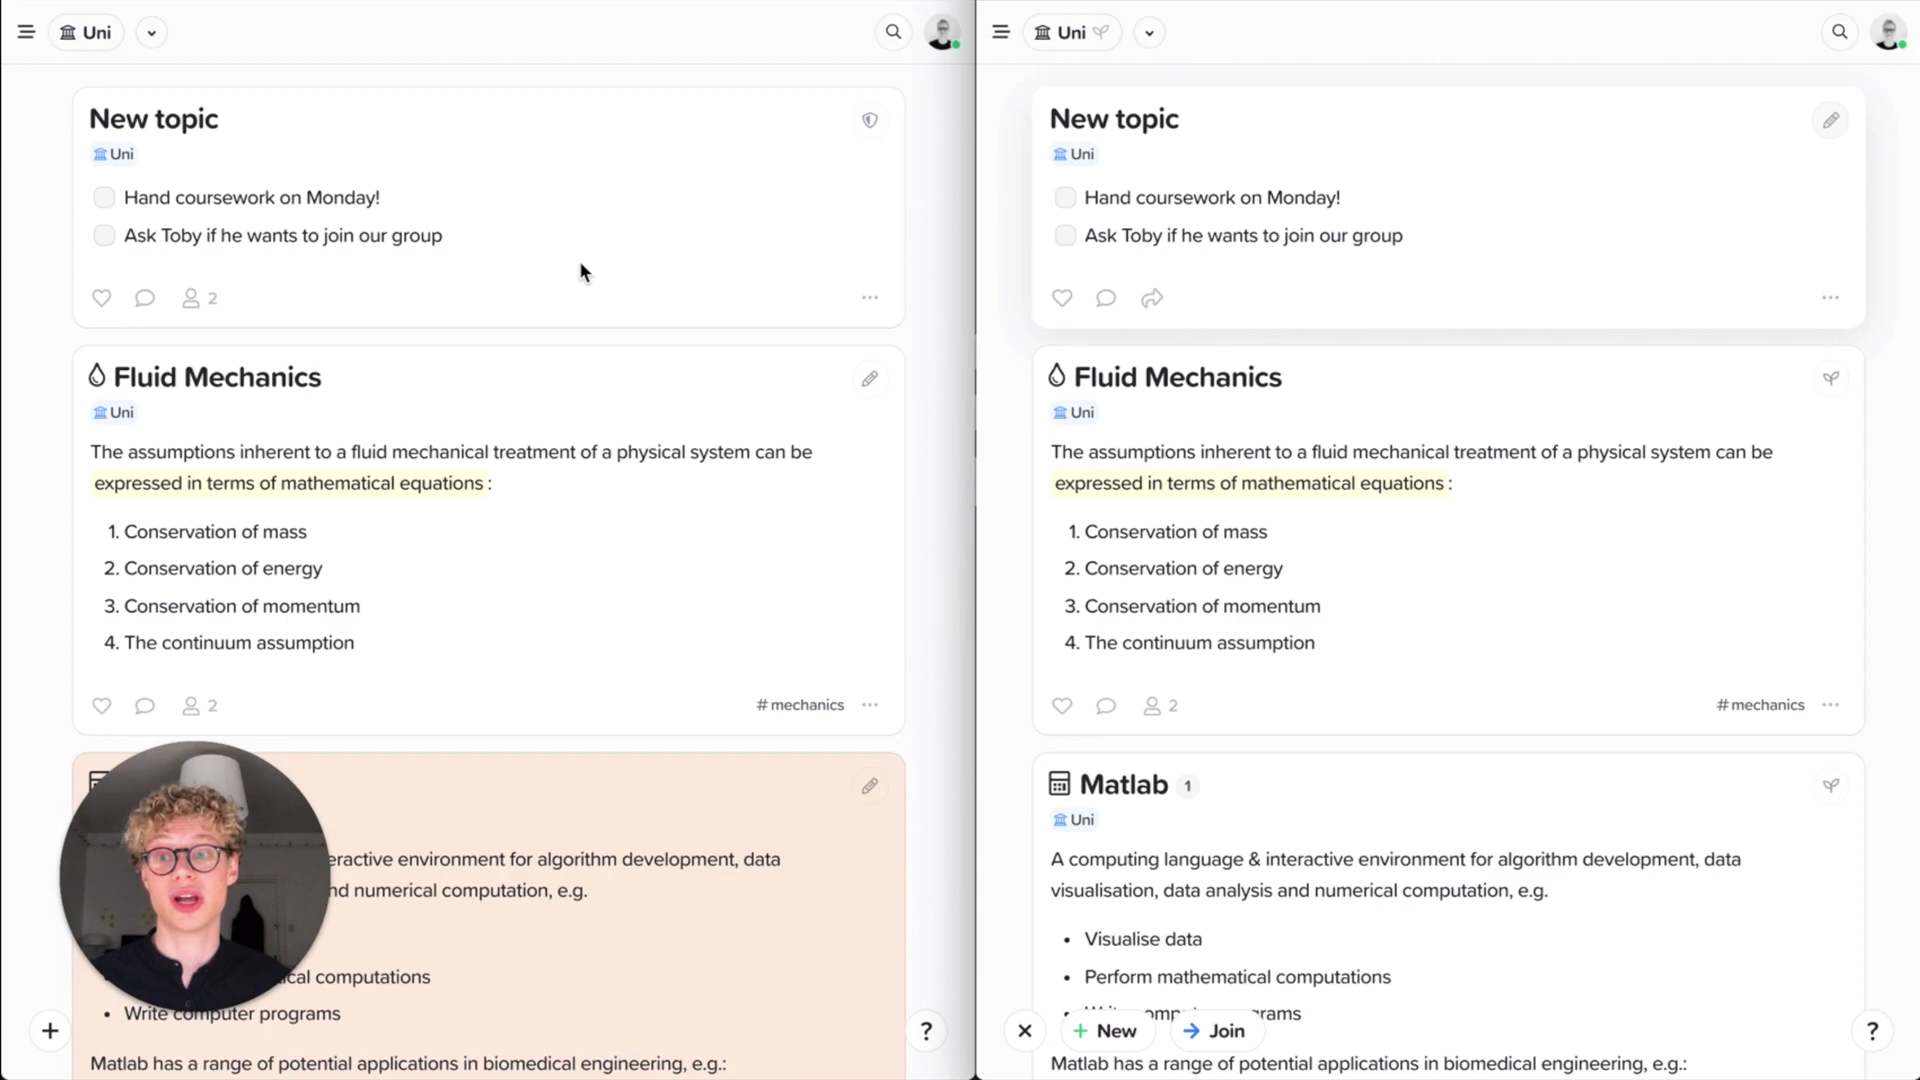 Uni
New topic
Uni
Hand coursework on Monday!
Ask Toby if he wants to join our group
2
Fluid Mechanics
Uni
The assumptions inherent to a fluid mechanical treatment of a physical system can be
expressed in terms of mathematical equations :
1. Conservation of mass
2. Conservation of energy
3. Conservation of momentum
4. The continuum assumption
2
#mechanics
environment for algorithm development, data
numerical computation, e.g.
computations
• Write computer programs
Matlab has a range of potential applications in biomedical engineering, e.g.:
?
Uni
New topic
Uni
Hand coursework on Monday!
Ask Toby if he wants to join our group
Fluid Mechanics
Uni
The assumptions inherent to a fluid mechanical treatment of a physical system can be
expressed in terms of mathematical equations :
1. Conservation of mass
2. Conservation of energy
3. Conservation of momentum
4. The continuum assumption
2
#mechanics
Matlab 1
Uni
A computing language & interactive environment for algorithm development, data
visualisation, data analysis and numerical computation, e.g.
• Visualise data
• Perform mathematical computations
New
Join
?
Matlab has a range of potential applications in biomedical engineering, e.g.: